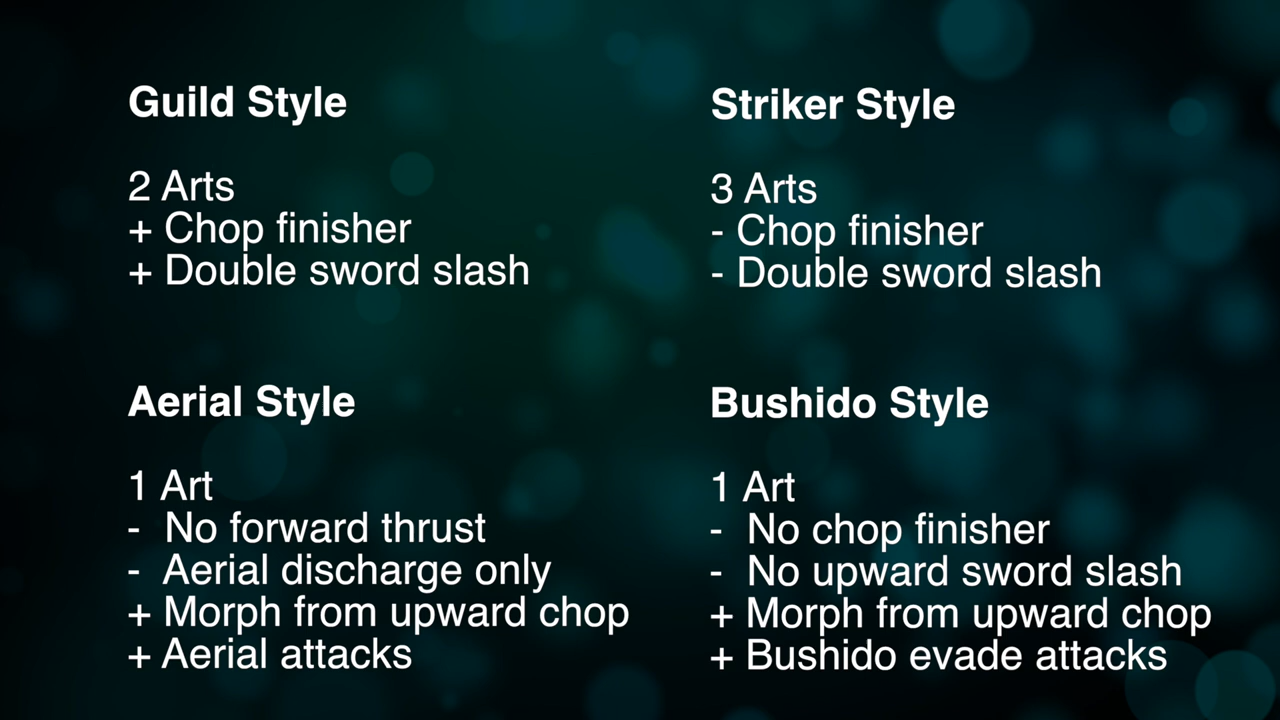 Guild Style
2 Arts
+ Chop finisher
+ Double sword slash
Striker Style
3 Arts
- Chop finisher
- Double sword slash
Aerial Style
1 Art
- No forward thrust
- Aerial discharge only
+ Morph from upward chop
+ Aerial attacks
Bushido Style
1 Art
- No chop finisher
- No upward sword slash
+ Morph from upward chop
+ Bushido evade attacks